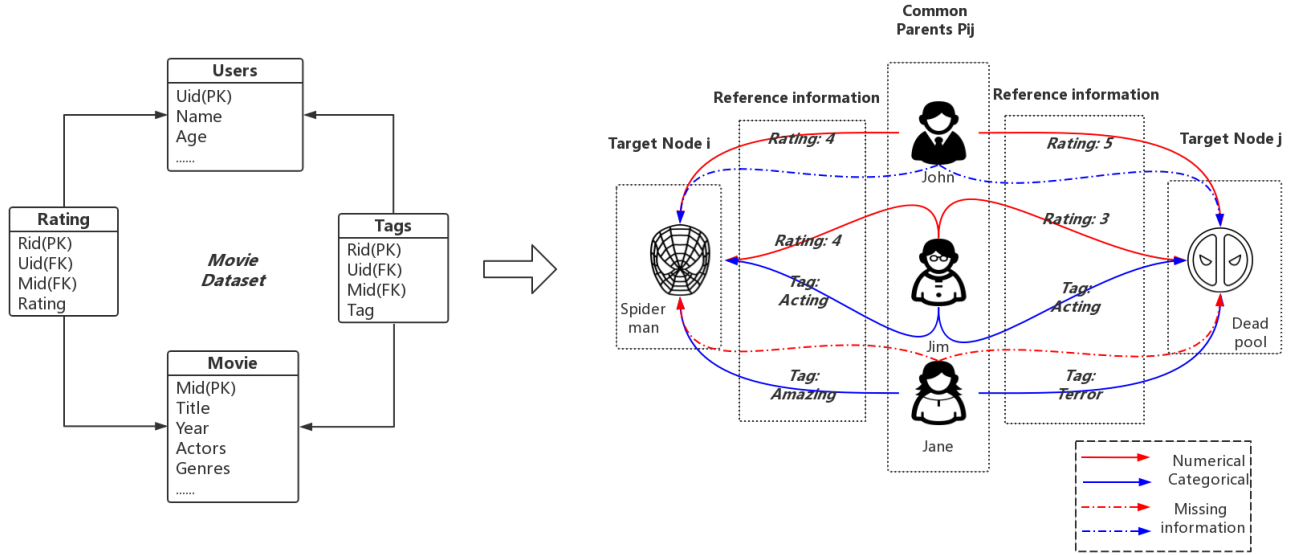 Users
Uid(PK)
Name
Age
......
Rating
Rid(PK)
Uid(FK)
Mid(FK)
Rating
Movie
Dataset
Tags
Rid(PK)
Uid(FK)
Mid(FK)
Tag
Movie
Mid(PK)
Title
Year
Actors
Genres
......
Common
Parents Pij
Reference information
Reference information
Target Node i
Target Node j
Rating: 4
Rating: 5
John
Rating: 4
Rating: 3
Tag:
Acting
Tag:
Acting
Spider
man
Dead
pool
Jim
Tag:
Amazing
Tag:
Terror
Jane
Numerical
Categorical
Missing
information